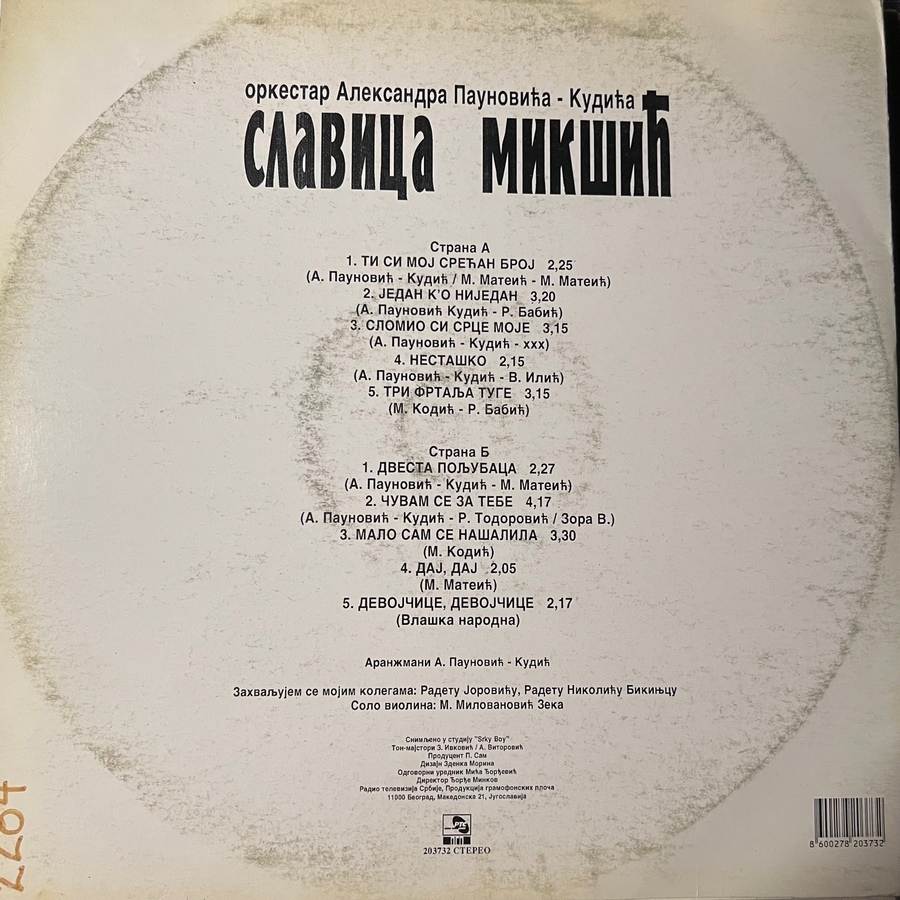 оркестар Александра Пауновића - Кудића
СЛАВИЦА МИКШИЋ
Страна А
1. ТИ СИ МОЈ СРЕЋАН БРОЈ 2,25
(А. Пауновић - Кудић / М. Матеић - М. Матеић)
2. ЈЕДАН К'О НИЈЕДАН 3,20
(А. Пауновић Кудић - Р. Бабић)
3. СЛОМИО СИ СРЦЕ МОЈЕ 3,15
(А. Пауновић - Кудић - xxx)
4. НЕСТАШКО 2,15
(А. Пауновић - Кудић - В. Илић)
5. ТРИ ФРТАЉА ТУГЕ 3,15
(М. Кодић - Р. Бабић)
Страна Б
1. ДВЕСТА ПОЉУБАЦА 2,27
(А. Пауновић - Кудић - М. Матеић)
2. ЧУВАМ СЕ ЗА ТЕБЕ 4,17
(А. Пауновић - Кудић - Р. Тодоровић / Зора В.)
3. МАЛО САМ СЕ НАШАЛИЛА 3,30
(М. Кодић)
4. ДАЈ, ДАЈ 2,05
(М. Матеић)
5. ДЕВОЈЧИЦЕ, ДЕВОЈЧИЦЕ 2,17
(Влашка народна)
Аранжмани А. Пауновић - Кудић
Захваљујем се мојим колегама: Радету Јоровићу, Радету Николићу Бикињцу
Соло виолина: М. Миловановић Зека
Снимљено у студију "Srky Boy"
Тон-мајстори З. Ивковић / А. Виторовић
Продуцент П. Сам
Дизајн Зденка Морина
Одговорни уредник Мића Ђорђевић
Директор Ђорђе Минков
Радио телевизија Србије, Продукција грамофонских плоча
11000 Београд, Македонска 21, Југославија
РТС
203732 СТЕРЕО
8 600278 203732
2204